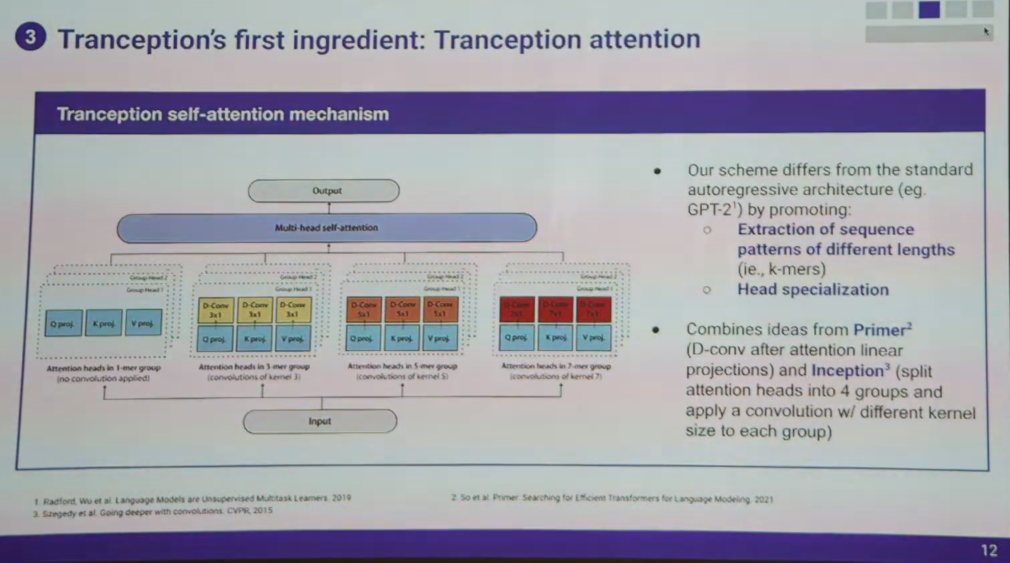 3 Tranception's first ingredient: Tranception attention
Tranception self-attention mechanism
Output
Multi-head self-attention
Group Head 2
Group Head 1
Q proj.
K proj.
V proj.
Attention heads in 1-mer group
(no convolution applied)
Group Head 2
Group Head 1
D-Conv 3x1
D-Conv 3x1
D-Conv 3x1
Q proj.
K proj.
V proj.
Attention heads in 3-mer group
(convolutions of kernel 3)
Group Head 2
Group Head 1
D-Conv 5x1
D-Conv 5x1
D-Conv 5x1
Q proj.
K proj.
V proj.
Attention heads in 5-mer group
(convolutions of kernel 5)
Group Head 2
Group Head 1
D-Conv 7x1
D-Conv 7x1
D-Conv 7x1
Q proj.
K proj.
V proj.
Attention heads in 7-mer group
(convolutions of kernel 7)
Input
• Our scheme differs from the standard
autoregressive architecture (eg.
GPT-2¹) by promoting:
○ Extraction of sequence
patterns of different lengths
(ie., k-mers)
○ Head specialization
• Combines ideas from Primer²
(D-conv after attention linear
projections) and Inception³ (split
attention heads into 4 groups and
apply a convolution w/ different kernel
size to each group)
1. Radford, Wu et al. Language Models are Unsupervised Multitask Learners, 2019
2. So et al. Primer: Searching for Efficient Transformers for Language Modeling. 2021
3. Szegedy et al. Going deeper with convolutions. CVPR, 2015.
12